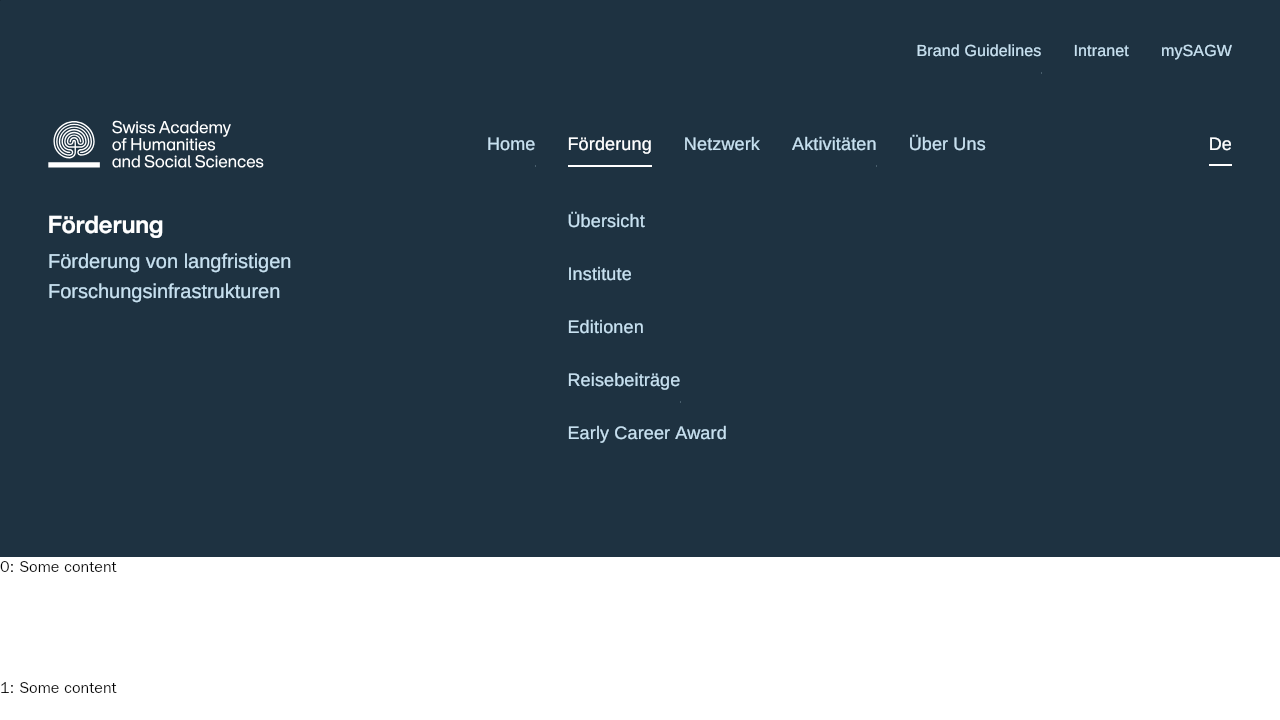 Brand Guidelines Intranet mySAGW
Swiss Academy
of Humanities
and Social Sciences
Home Förderung Netzwerk Aktivitäten Über Uns De
Förderung
Förderung von langfristigen
Forschungsinfrastrukturen
Übersicht
Institute
Editionen
Reisebeiträge
Early Career Award
0: Some content
1: Some content